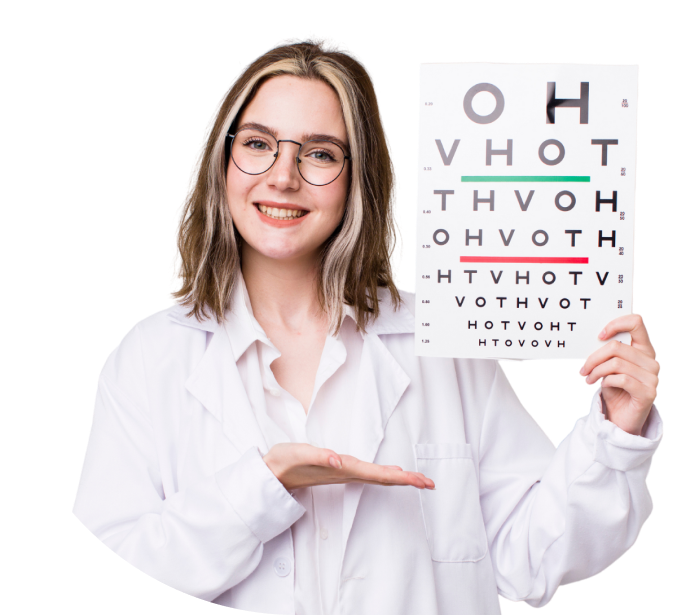 O H
V H O T
T H V O H
O H V O T H
H T V H O T V
V O T H V O T
H O T V O H T
H T O V O V H